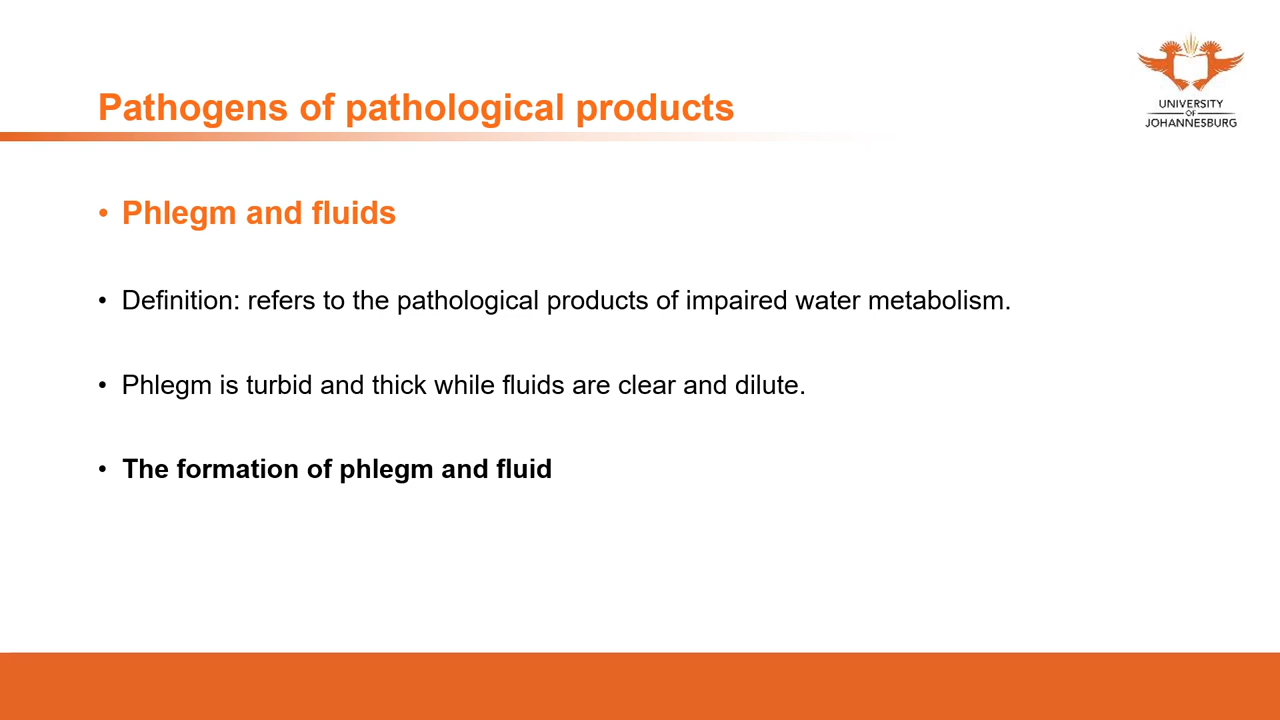 UNIVERSITY
OF
JOHANNESBURG
Pathogens of pathological products
• Phlegm and fluids
• Definition: refers to the pathological products of impaired water metabolism.
• Phlegm is turbid and thick while fluids are clear and dilute.
• The formation of phlegm and fluid